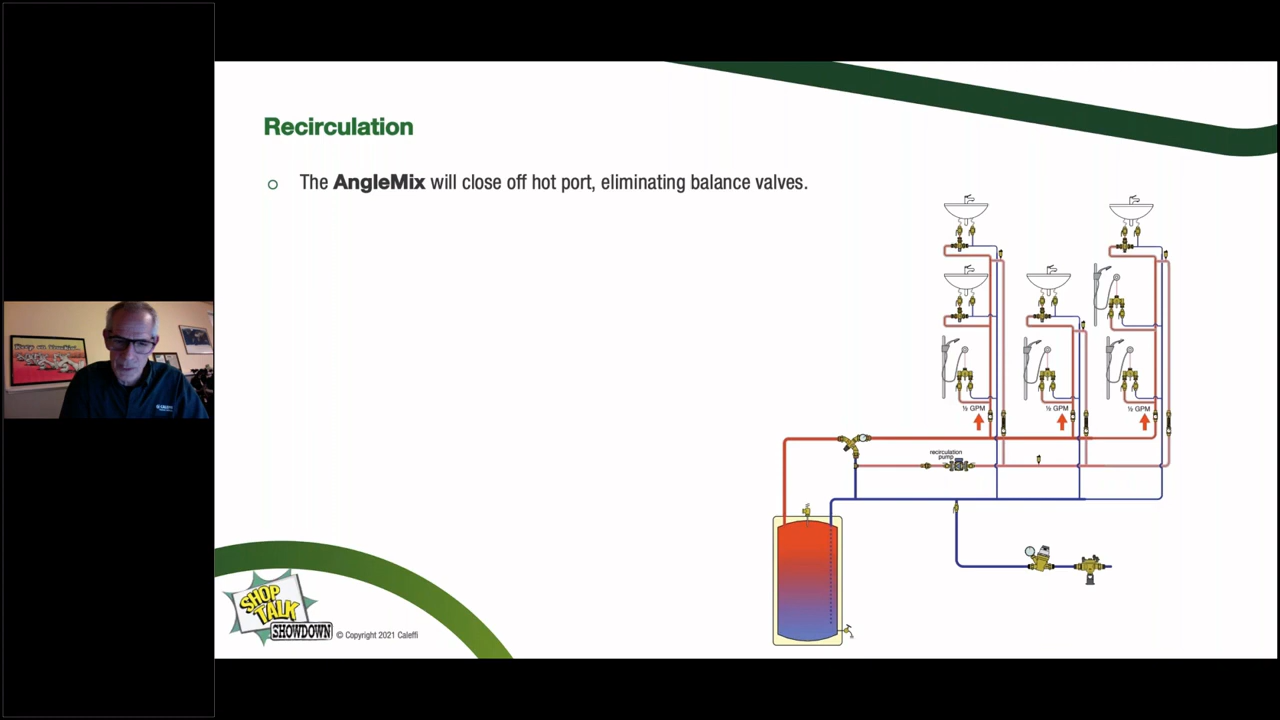 Recirculation
The AngleMix will close off hot port, eliminating balance valves.
½ GPM
½ GPM
½ GPM
recirculation
pump
SHOP
TALK
SHOWDOWN
© Copyright 2021 Caleffi